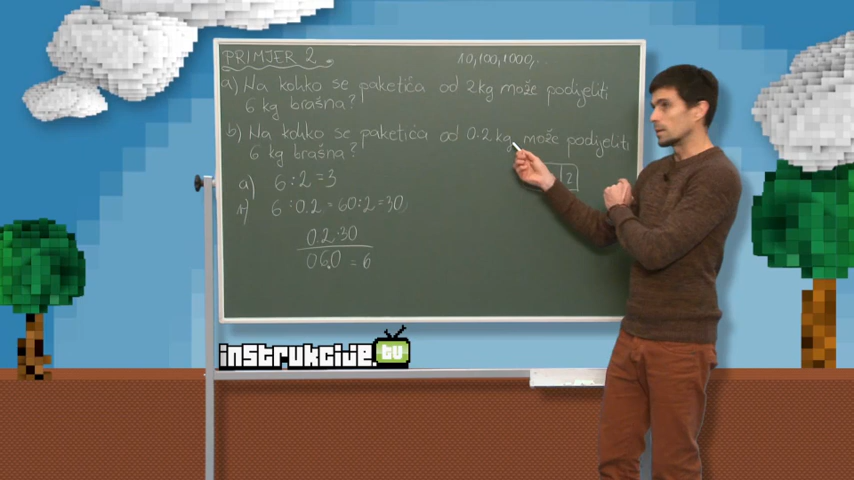 PRIMJER 2
10,100,1000,...
a) Na koliko se paketića od 2kg može podijeliti
6 kg brašna?
b) Na koliko se paketića od 0.2 kg može podijeliti
6 kg brašna?
a) 6:2=3
6:0.2=60:2=30
0.2·30
06.0 = 6
2
instrukcije.tv